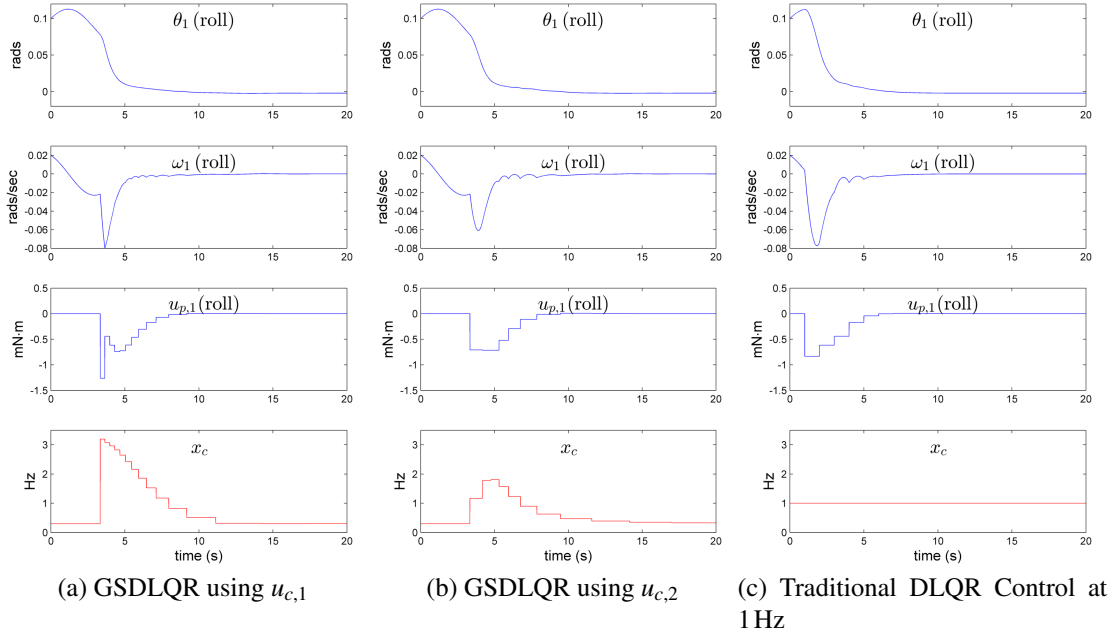 θ₁ (roll)
rads
0.1
0.05
0
0 5 10 15 20
ω₁ (roll)
rads/sec
0.02
0
-0.02
-0.04
-0.06
-0.08
0 5 10 15 20
u_{p,1}(roll)
mN·m
0.5
0
-0.5
-1
-1.5
0 5 10 15 20
x_c
Hz
3
2
1
0
0 5 10 15 20
time (s)
(a) GSDLQR using u_{c,1}
θ₁ (roll)
rads
0.1
0.05
0
0 5 10 15 20
ω₁ (roll)
rads/sec
0.02
0
-0.02
-0.04
-0.06
-0.08
0 5 10 15 20
u_{p,1}(roll)
mN·m
0.5
0
-0.5
-1
-1.5
0 5 10 15 20
x_c
Hz
3
2
1
0
0 5 10 15 20
time (s)
(b) GSDLQR using u_{c,2}
θ₁ (roll)
rads
0.1
0.05
0
0 5 10 15 20
ω₁ (roll)
rads/sec
0.02
0
-0.02
-0.04
-0.06
-0.08
0 5 10 15 20
u_{p,1}(roll)
mN·m
0.5
0
-0.5
-1
-1.5
0 5 10 15 20
x_c
Hz
3
2
1
0
0 5 10 15 20
time (s)
(c) Traditional DLQR Control at
1 Hz